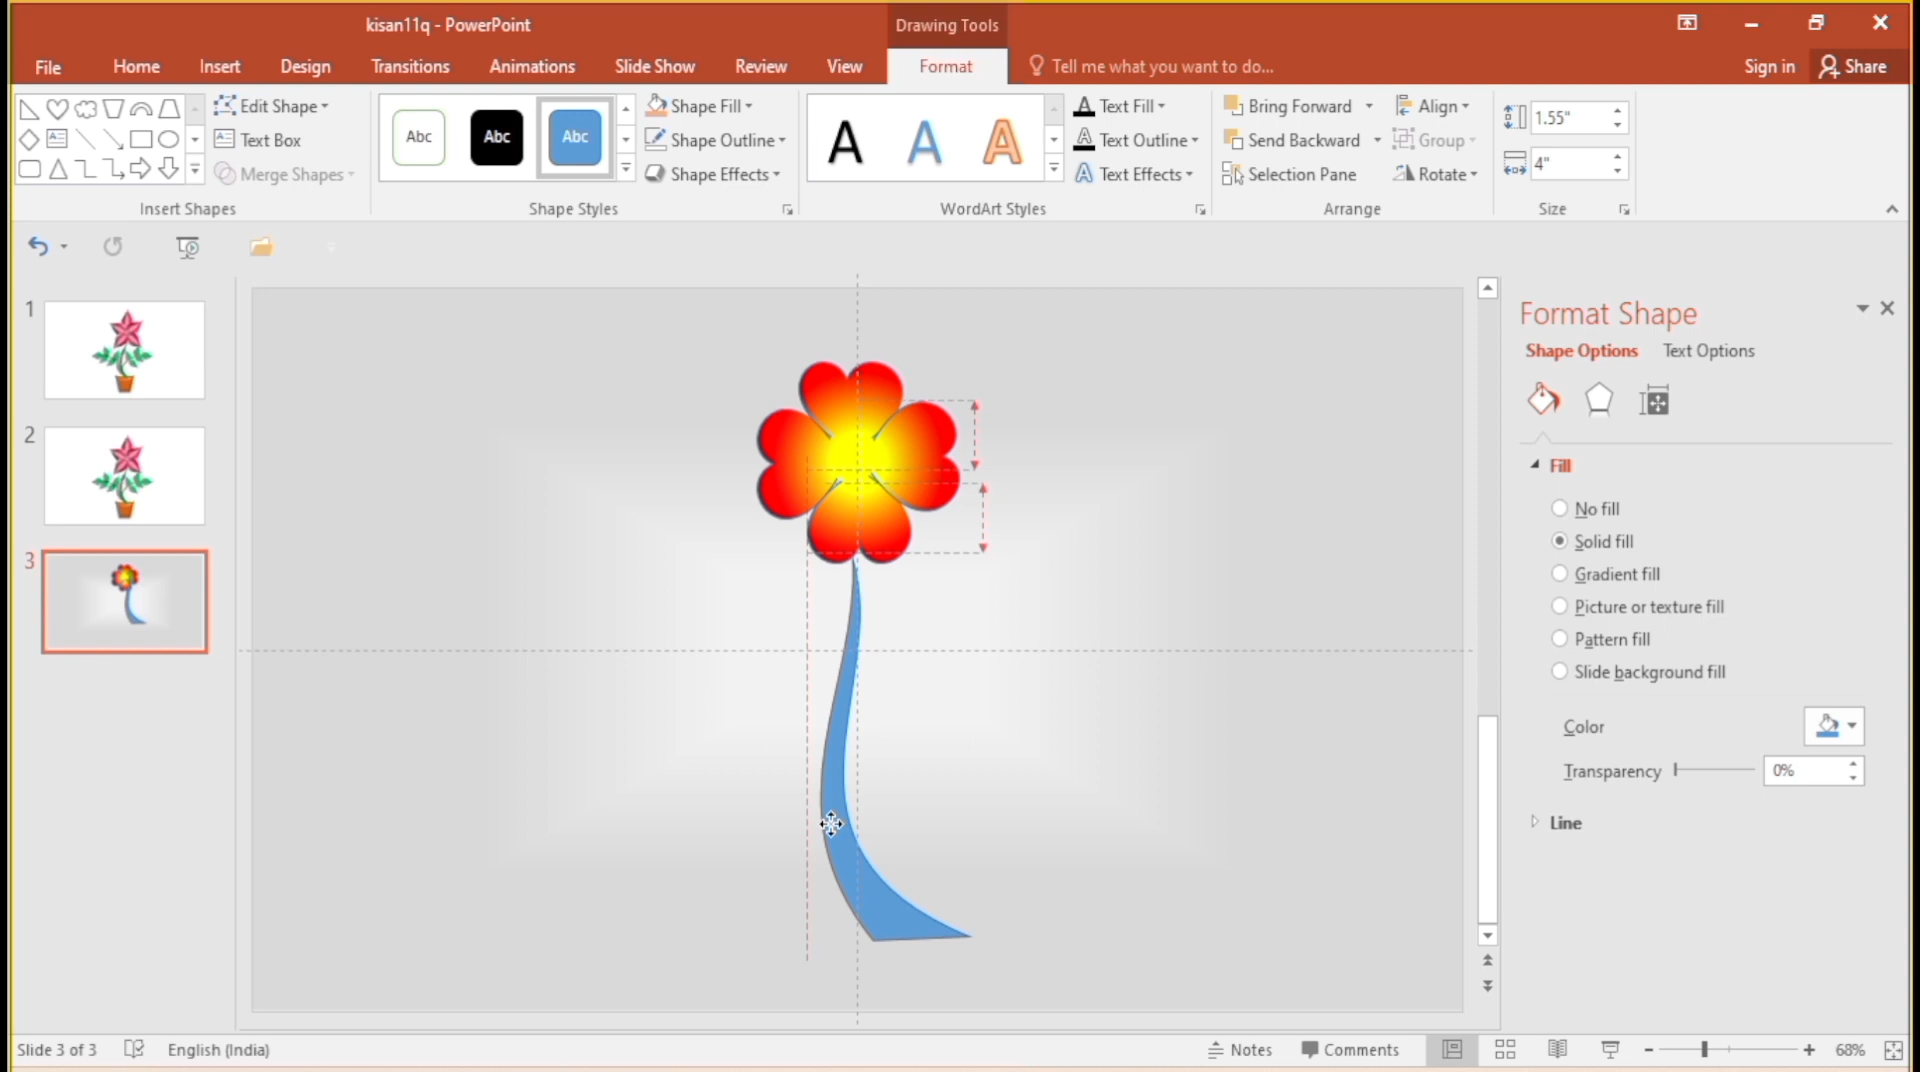 kisan11q - PowerPoint
Drawing Tools
File Home Insert Design Transitions Animations Slide Show Review View Format Tell me what you want to do... Sign in Share
Edit Shape
Text Box
Merge Shapes
Insert Shapes
Abc Abc Abc
Shape Fill
Shape Outline
Shape Effects
Shape Styles
A A A
Text Fill
Text Outline
Text Effects
WordArt Styles
Bring Forward
Send Backward
Selection Pane
Align
Group
Rotate
Arrange
1.55"
4"
Size
1
2
3
Format Shape
Shape Options Text Options
Fill
No fill
Solid fill
Gradient fill
Picture or texture fill
Pattern fill
Slide background fill
Color
Transparency 0%
Line
Slide 3 of 3 English (India) Notes Comments 68%